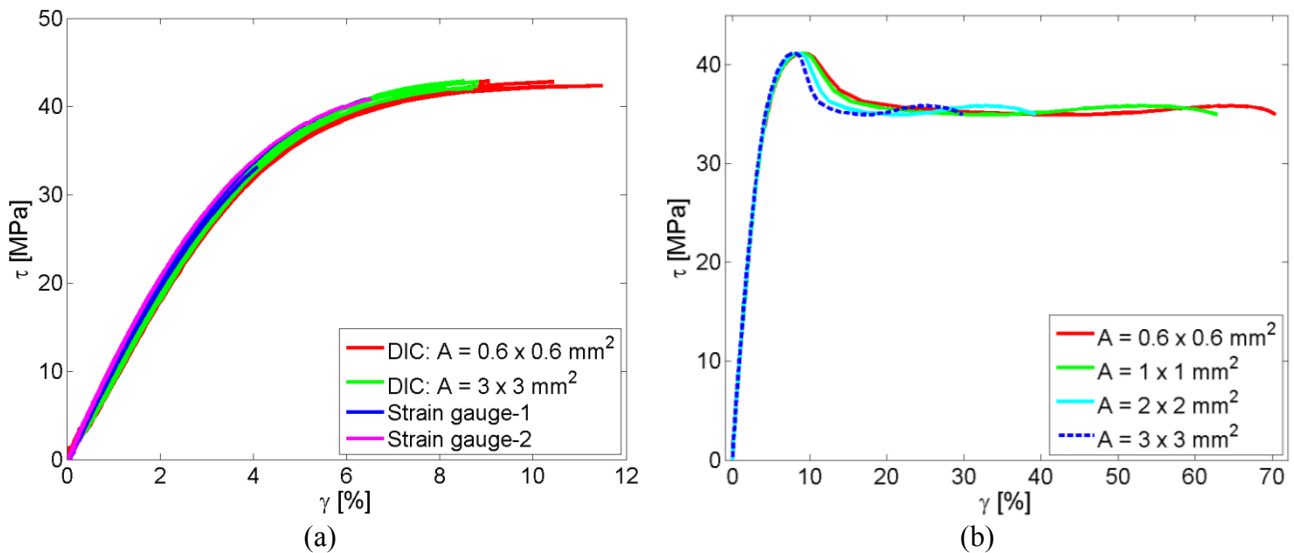 50
40
30
20
10
0
τ [MPa]
0 2 4 6 8 10 12
γ [%]
DIC: A = 0.6 x 0.6 mm²
DIC: A = 3 x 3 mm²
Strain gauge-1
Strain gauge-2
(a)
40
30
20
10
0
τ [MPa]
0 10 20 30 40 50 60 70
γ [%]
A = 0.6 x 0.6 mm²
A = 1 x 1 mm²
A = 2 x 2 mm²
A = 3 x 3 mm²
(b)